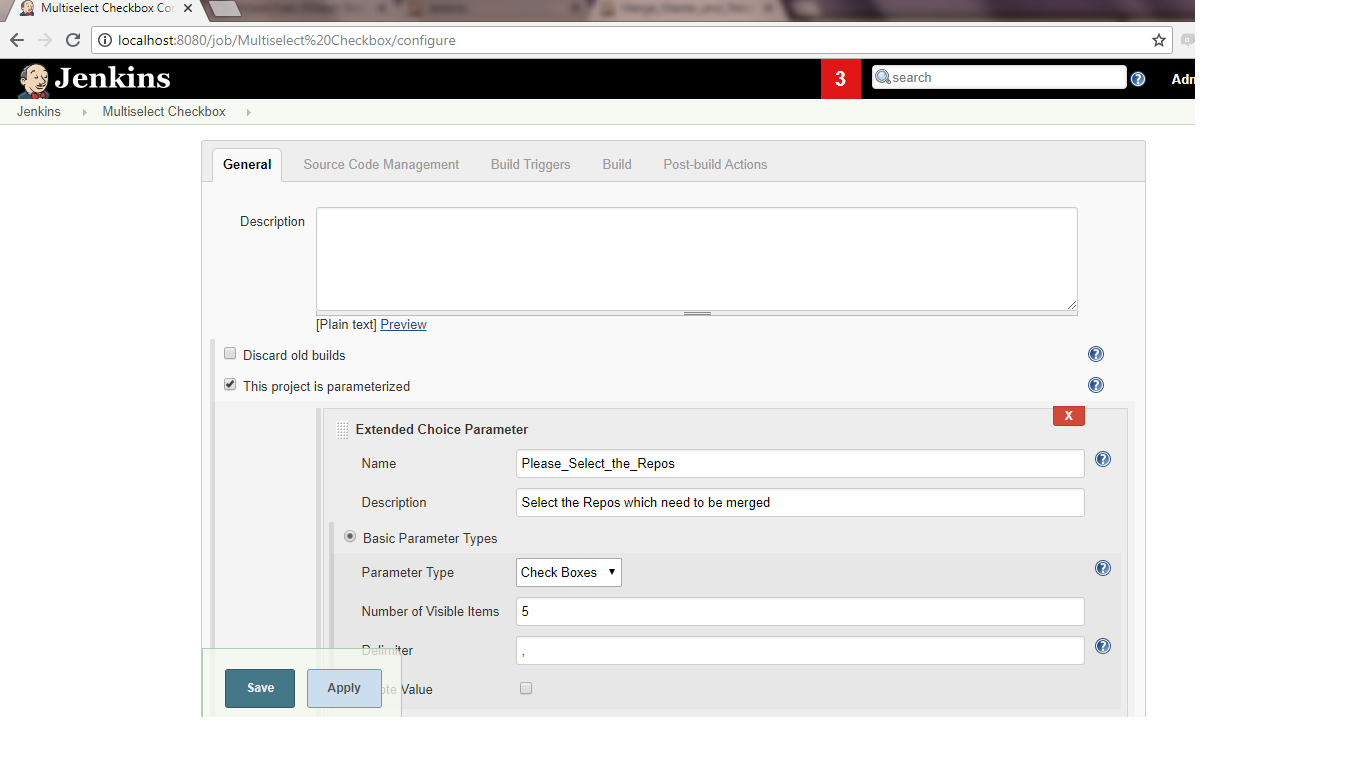 Multiselect Checkbox Co
localhost:8080/job/Multiselect%20Checkbox/configure
Jenkins
3
search
Adm
Jenkins
Multiselect Checkbox
General
Source Code Management
Build Triggers
Build
Post-build Actions
Description
[Plain text] Preview
Discard old builds
This project is parameterized
X
Extended Choice Parameter
Name
Please_Select_the_Repos
Description
Select the Repos which need to be merged
Basic Parameter Types
Parameter Type
Check Boxes
Number of Visible Items
5
Delimiter
,
Save
Apply
Value